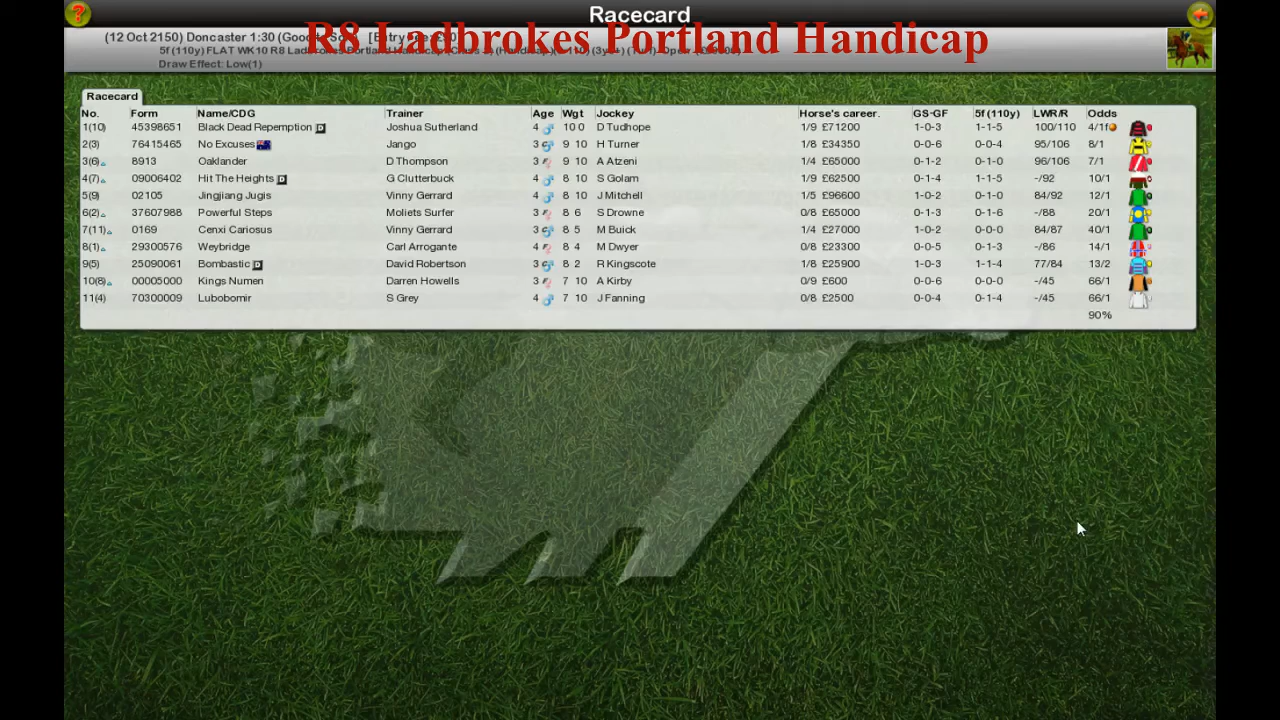 Racecard
R8 Ladbrokes Portland Handicap
(12 Oct 2150) Doncaster 1:30
5f(110y) FLAT WK10 R8
Draw Effect: Low(1)
Racecard
No. Form Name/CDG Trainer Age Wgt Jockey Horse's career. GS-GF 5f(110y) LWR/R Odds
1(10) 45398651 Black Dead Repemption D Joshua Sutherland 4 10 0 D Tudhope 1/9 £71200 1-0-3 1-1-5 100/110 4/1f
2(3) 76415465 No Excuses Jango 3 9 10 H Turner 1/8 £34350 0-0-6 0-0-4 95/106 8/1
3(6) 8913 Oaklander D Thompson 3 9 10 A Atzeni 1/4 £65000 0-1-2 0-1-0 96/106 7/1
4(7) 09006402 Hit The Heights D G Clutterbuck 4 8 10 S Golam 1/9 £62500 0-1-4 1-1-5 -/92 10/1
5(9) 02105 Jingjiang Jugis Vinny Gerrard 4 8 10 J Mitchell 1/5 £96600 1-0-2 0-1-0 84/92 12/1
6(2) 37607988 Powerful Steps Moliets Surfer 3 8 6 S Drowne 0/8 £65000 0-1-3 0-1-6 -/88 20/1
7(11) 0169 Cenxi Cariosus Vinny Gerrard 3 8 5 M Buick 1/4 £27000 1-0-2 0-0-0 84/87 40/1
8(1) 29300576 Weybridge Carl Arrogante 4 8 4 M Dwyer 0/8 £23300 0-0-5 0-1-3 -/86 14/1
9(5) 25090061 Bombastic D David Robertson 3 8 2 R Kingscote 1/8 £25900 1-0-3 1-1-4 77/84 13/2
10(8) 00005000 Kings Numen Darren Howells 3 7 10 A Kirby 0/9 £600 0-0-6 0-0-0 -/45 66/1
11(4) 70300009 Lubobomir S Grey 4 7 10 J Fanning 0/8 £2500 0-0-4 0-1-4 -/45 66/1
90%